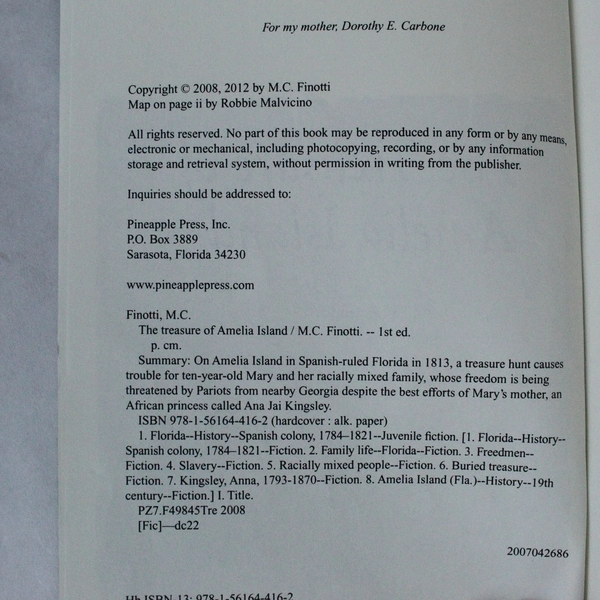 For my mother, Dorothy E. Carbone
Copyright © 2008, 2012 by M.C. Finotti
Map on page ii by Robbie Malvicino
All rights reserved. No part of this book may be reproduced in any form or by any means,
electronic or mechanical, including photocopying, recording, or by any information
storage and retrieval system, without permission in writing from the publisher.
Inquiries should be addressed to:
Pineapple Press, Inc.
P.O. Box 3889
Sarasota, Florida 34230
www.pineapplepress.com
Finotti, M.C.
The treasure of Amelia Island / M.C. Finotti. -- 1st ed.
p. cm.
Summary: On Amelia Island in Spanish-ruled Florida in 1813, a treasure hunt causes
trouble for ten-year-old Mary and her racially mixed family, whose freedom is being
threatened by Pariots from nearby Georgia despite the best efforts of Mary's mother, an
African princess called Ana Jai Kingsley.
ISBN 978-1-56164-416-2 (hardcover : alk. paper)
1. Florida--History--Spanish colony, 1784–1821--Juvenile fiction. [1. Florida--History--
Spanish colony, 1784–1821--Fiction. 2. Family life--Florida--Fiction. 3. Freedmen--
Fiction. 4. Slavery--Fiction. 5. Racially mixed people--Fiction. 6. Buried treasure--
Fiction. 7. Kingsley, Anna, 1793-1870--Fiction. 8. Amelia Island (Fla.)--History--19th
century--Fiction.] I. Title.
PZ7.F49845Tre 2008
[Fic]—dc22
2007042686
Hb ISBN 13: 978-1-56164-416-2